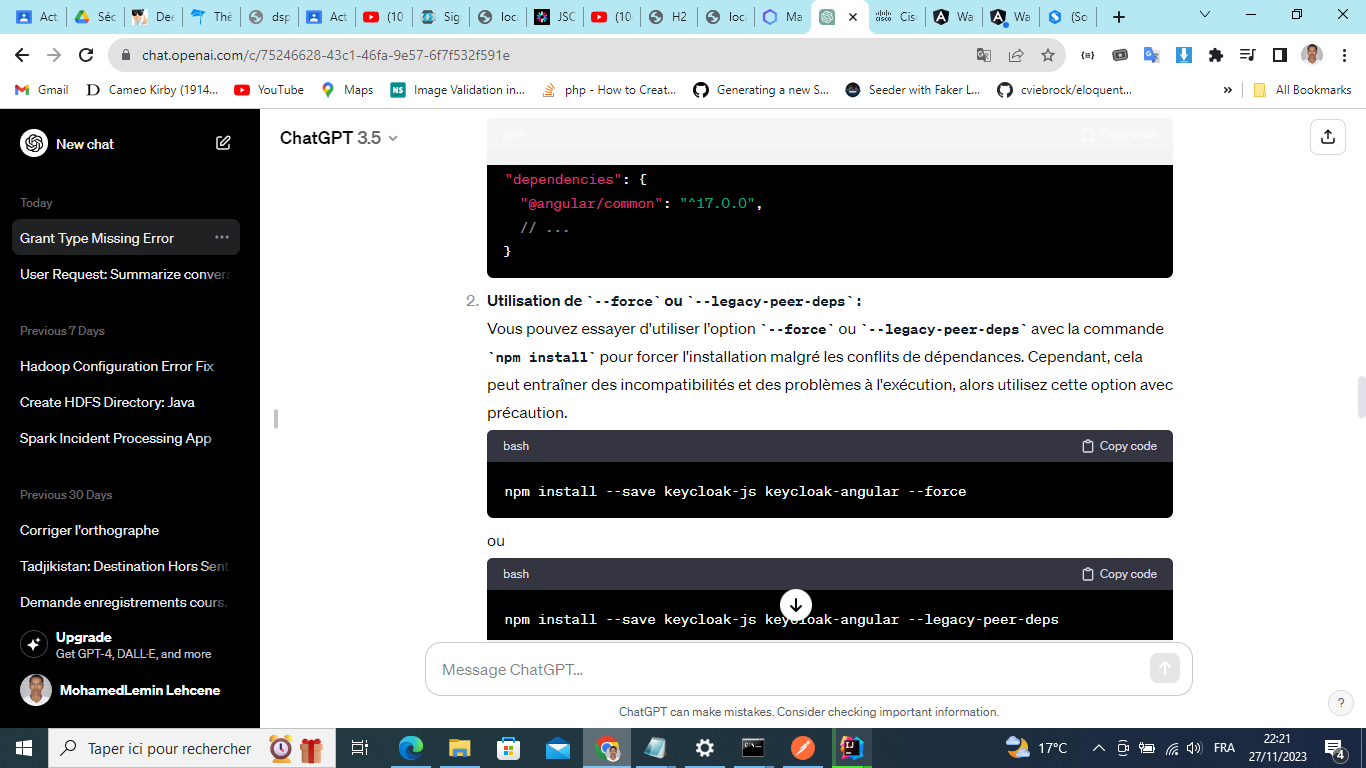 Act
Séc
Dee
Thè
dsp
Act
(10
Sig
loca
JSC
(10
H2
loca
Ma
Cisc
Wa
Wa
(So
chat.openai.com/c/75246628-43c1-46fa-9e57-6f7f532f591e
Gmail
Cameo Kirby (1914...
YouTube
Maps
Image Validation in...
php - How to Creat...
Generating a new S...
Seeder with Faker L...
cviebrock/eloquent...
»
All Bookmarks
New chat
Today
Grant Type Missing Error
User Request: Summarize convers
Previous 7 Days
Hadoop Configuration Error Fix
Create HDFS Directory: Java
Spark Incident Processing App
Previous 30 Days
Corriger l'orthographe
Tadjikistan: Destination Hors Sent
Demande enregistrements cours.
Upgrade
Get GPT-4, DALL·E, and more
MohamedLemin Lehcene
ChatGPT 3.5
json
Copy code
"dependencies": {
"@angular/common": "^17.0.0",
// ...
}
2. Utilisation de `--force` ou `--legacy-peer-deps`:
Vous pouvez essayer d'utiliser l'option `--force` ou `--legacy-peer-deps` avec la commande
`npm install` pour forcer l'installation malgré les conflits de dépendances. Cependant, cela
peut entraîner des incompatibilités et des problèmes à l'exécution, alors utilisez cette option avec
précaution.
bash
Copy code
npm install --save keycloak-js keycloak-angular --force
ou
bash
Copy code
npm install --save keycloak-js keycloak-angular --legacy-peer-deps
Message ChatGPT...
ChatGPT can make mistakes. Consider checking important information.
?
Taper ici pour rechercher
17°C
FRA
22:21
27/11/2023
4